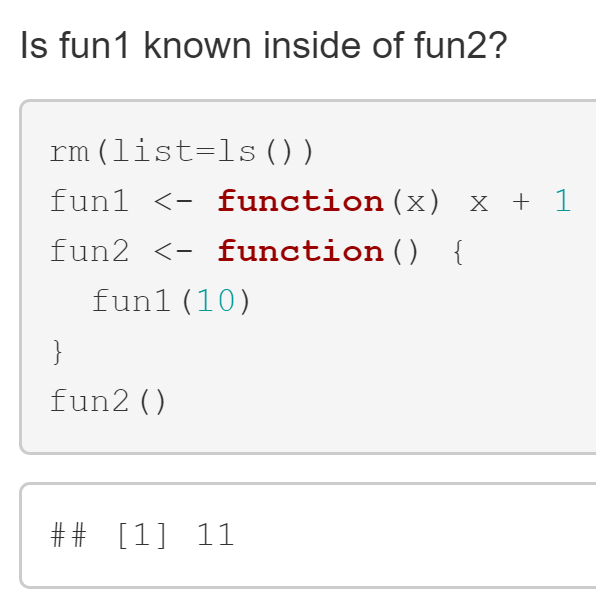 Is fun1 known inside of fun2?
rm(list=ls())
fun1 <- function(x) x + 1
fun2 <- function() {
  fun1(10)
}
fun2()
## [1] 11